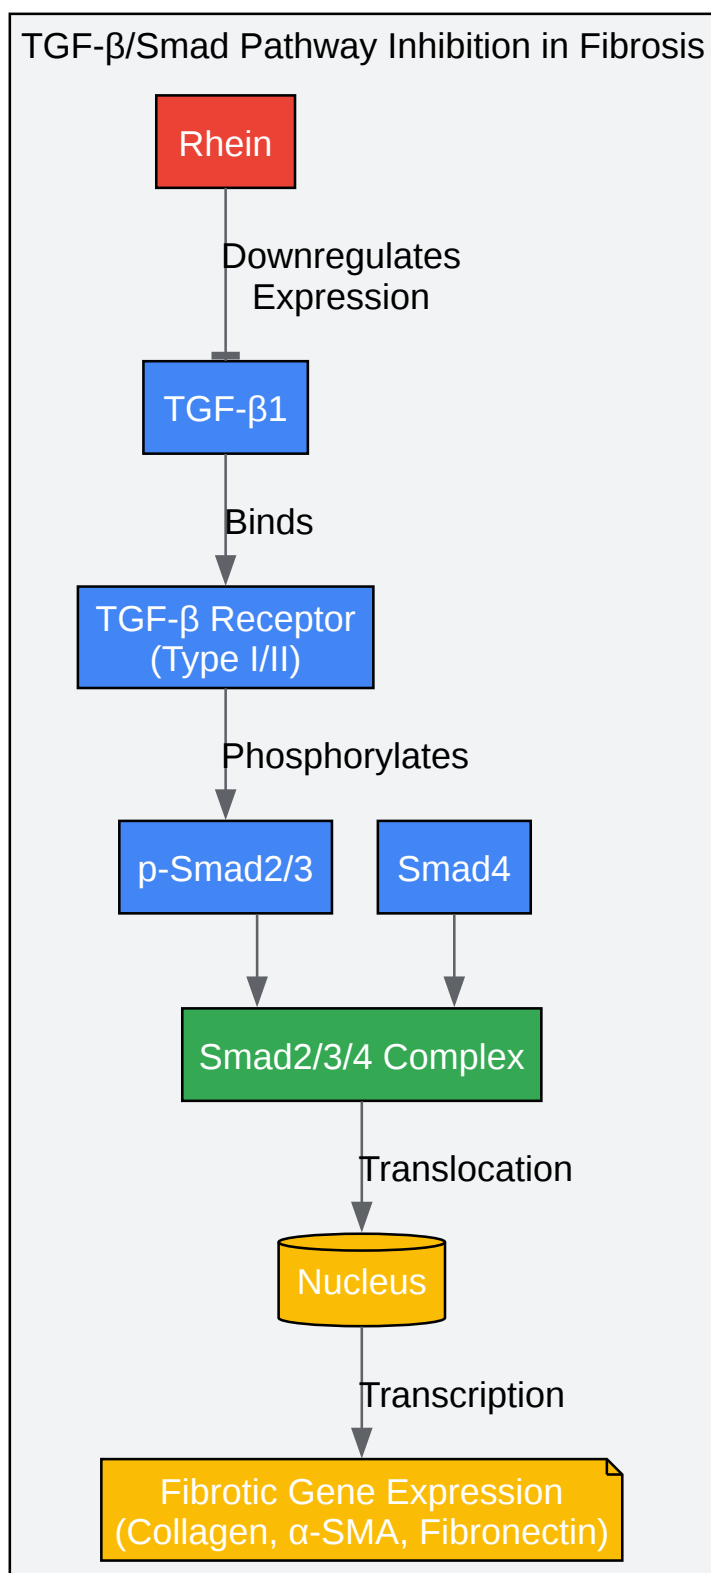 TGF-β/Smad Pathway Inhibition in Fibrosis
Rhein
Downregulates
Expression
TGF-β1
Binds
TGF-β Receptor
(Type I/II)
Phosphorylates
p-Smad2/3
Smad4
Smad2/3/4 Complex
Translocation
Nucleus
Transcription
Fibrotic Gene Expression
(Collagen, α-SMA, Fibronectin)